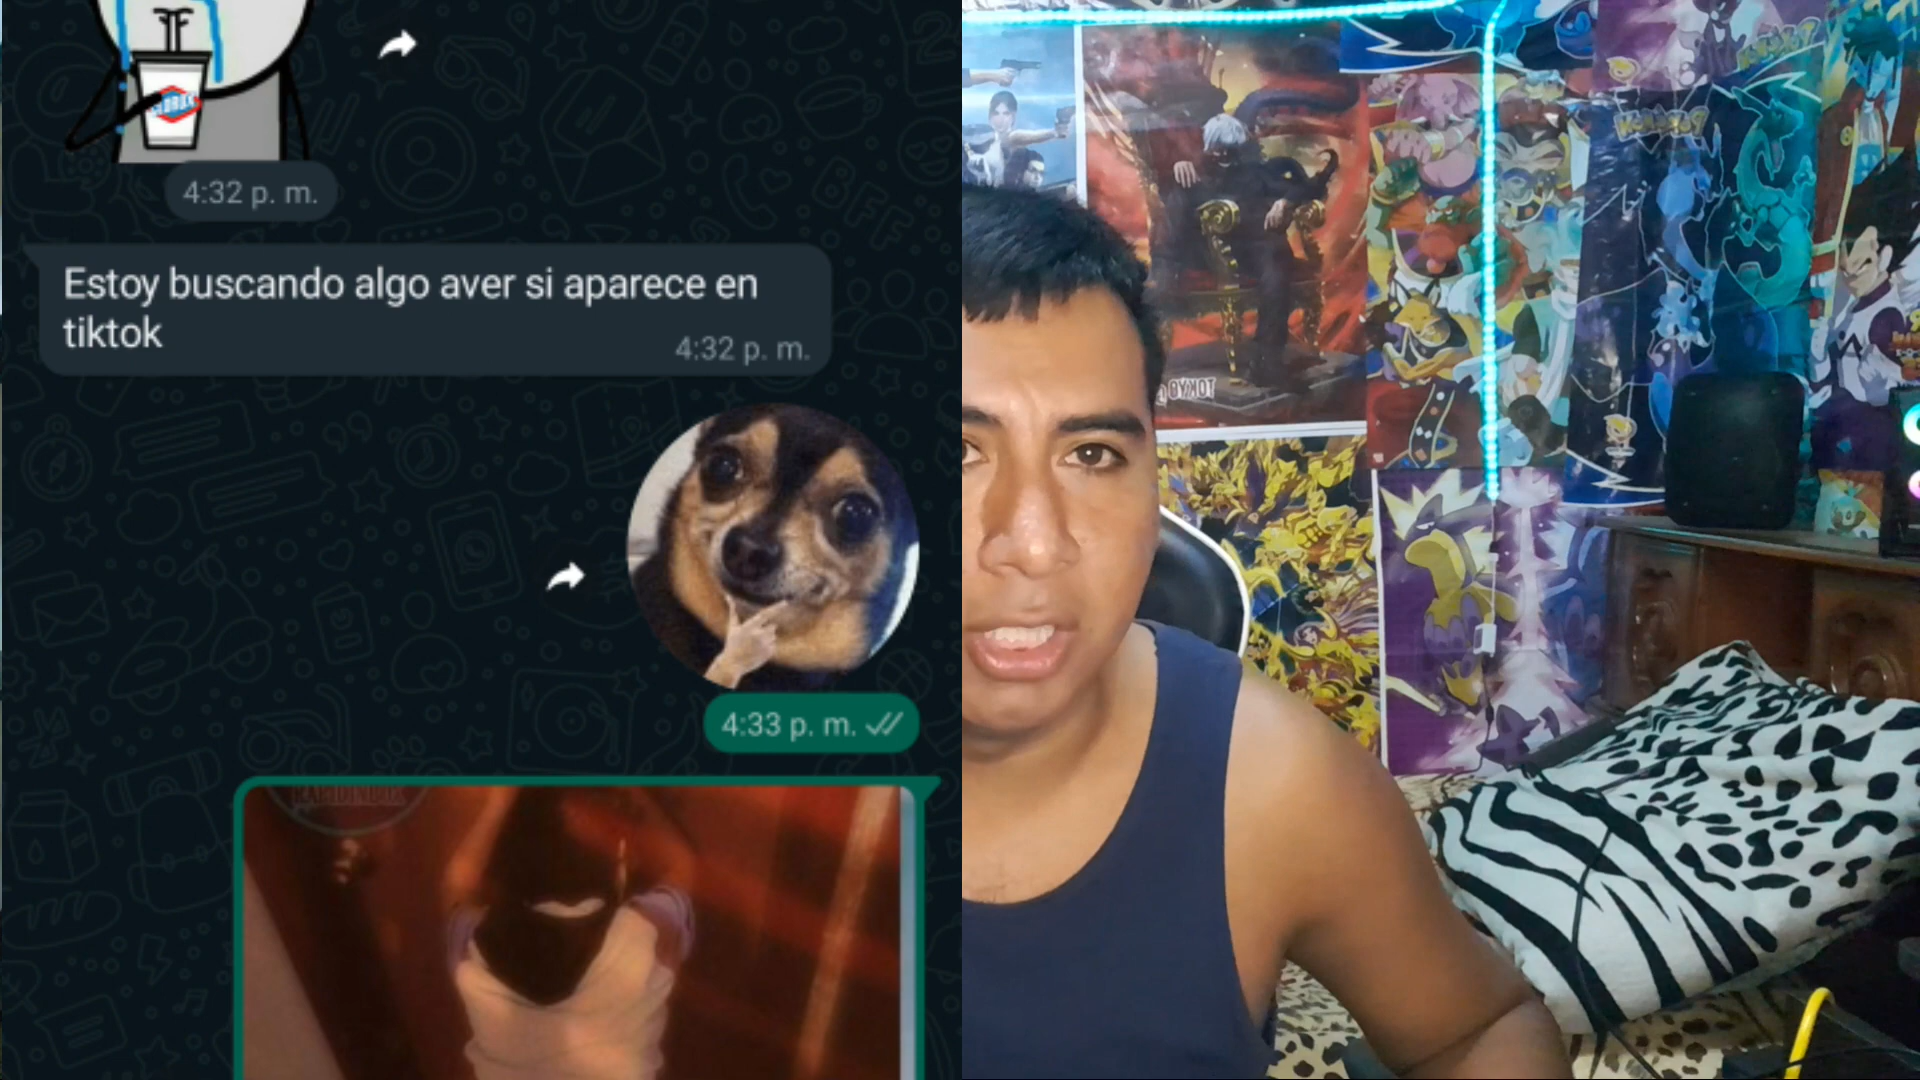 4:32 p. m.
Estoy buscando algo aver si aparece en
tiktok
4:32 p. m.
4:33 p. m.